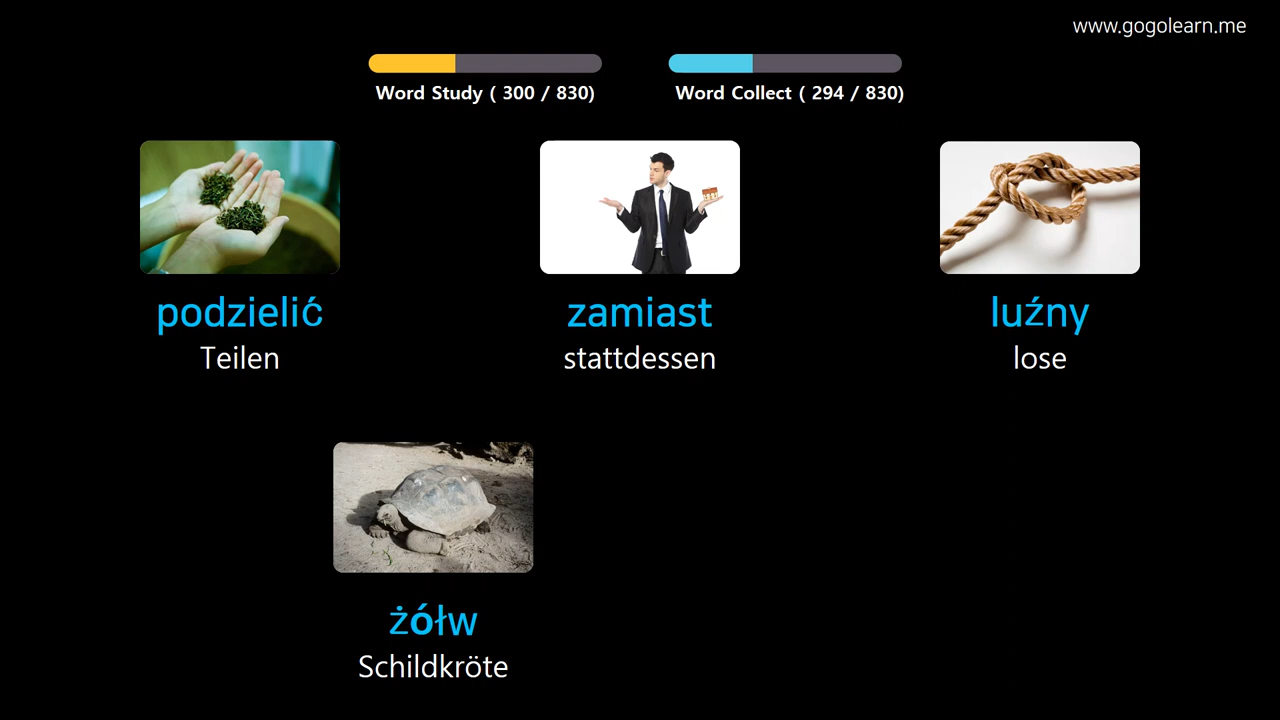 www.gogolearn.me
Word Study ( 300 / 830)
Word Collect ( 294 / 830)
podzielić
Teilen
zamiast
stattdessen
luźny
lose
żółw
Schildkröte